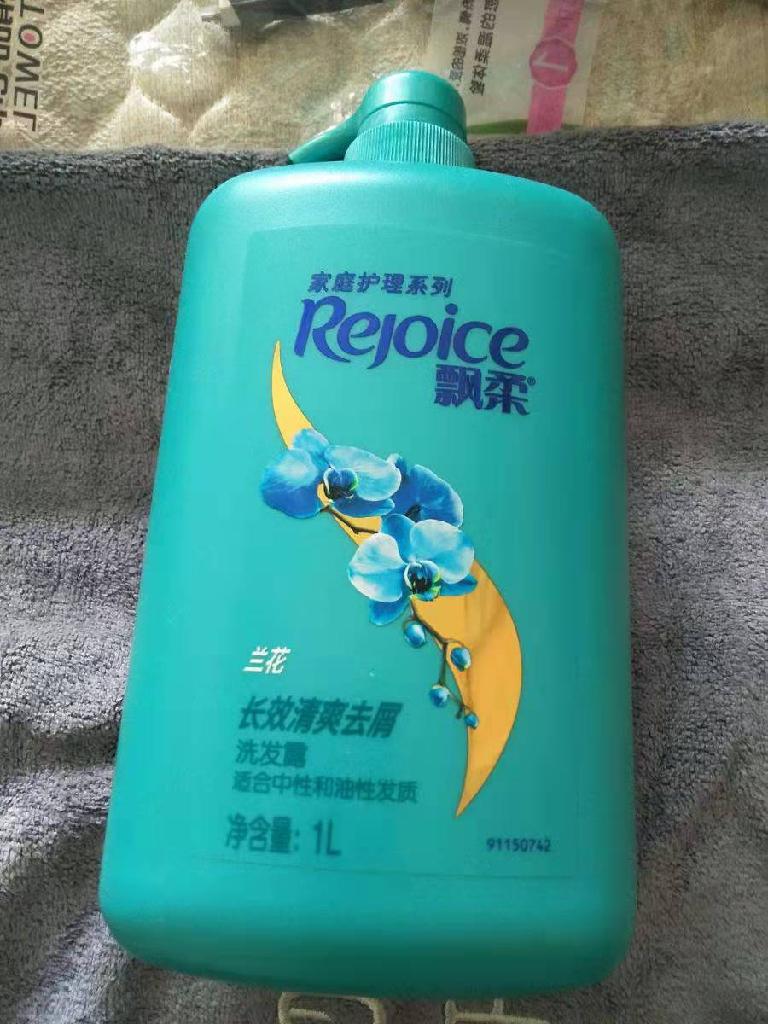 家庭护理系列
Rejoice
飘柔®
兰花
长效清爽去屑
洗发露
适合中性和油性发质
净含量：1L
91150742